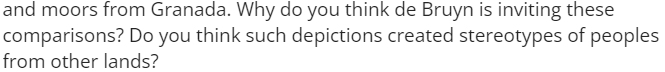 and moors from Granada. Why do you think de Bruyn is inviting these
comparisons? Do you think such depictions created stereotypes of peoples
from other lands?